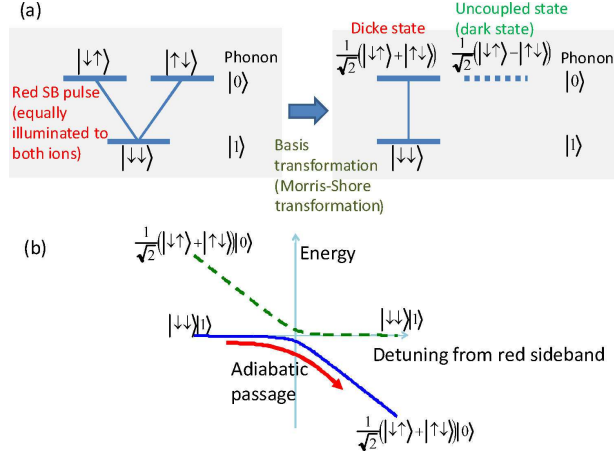 (a)
Dicke state
Uncoupled state
(dark state)
|↓↑⟩
|↑↓⟩
Phonon
1/√2(|↓↑⟩+|↑↓⟩)
1/√2(|↓↑⟩−|↑↓⟩)
Phonon
|0⟩
|0⟩
Red SB pulse
(equally
illuminated to
both ions)
|↓↓⟩
|1⟩
Basis
transformation
(Morris-Shore
transformation)
|↓↓⟩
|1⟩
(b)
1/√2(|↓↑⟩+|↑↓⟩)|0⟩
Energy
|↓↓⟩|1⟩
|↓↓⟩|1⟩
Detuning from red sideband
Adiabatic
passage
1/√2(|↓↑⟩+|↑↓⟩)|0⟩